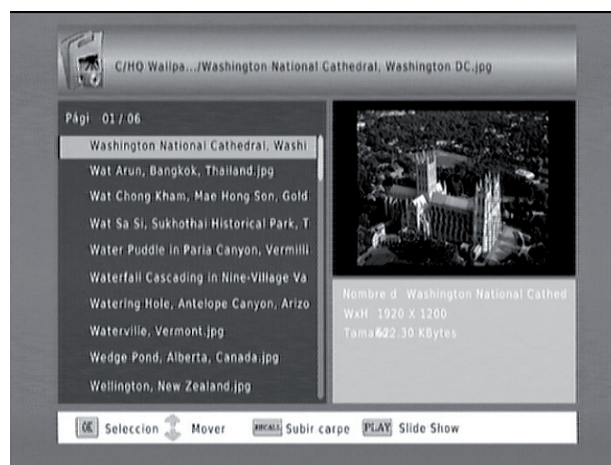 C/HQ Wallpa.../Washington National Cathedral, Washington DC.jpg
Pági 01/06
Washington National Cathedral, Washi
Wat Arun, Bangkok, Thailand.jpg
Wat Chong Kham, Mae Hong Son, Gold
Wat Sa Si, Sukhothai Historical Park, T
Water Puddle in Paria Canyon, Vermilli
Waterfall Cascading in Nine-Village Va
Watering Hole, Antelope Canyon, Arizo
Waterville, Vermont.jpg
Wedge Pond, Alberta, Canada.jpg
Wellington, New Zealand.jpg
Nombre d Washington National Cathed
WxH 1920 X 1200
2.30 KBytes
OK Seleccion Mover RECALL Subir carpe PLAY Slide Show